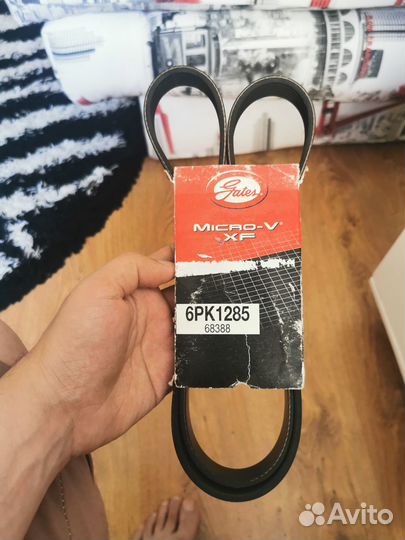 Gates
MICRO-V®
XF
6PK1285
68388
Avito